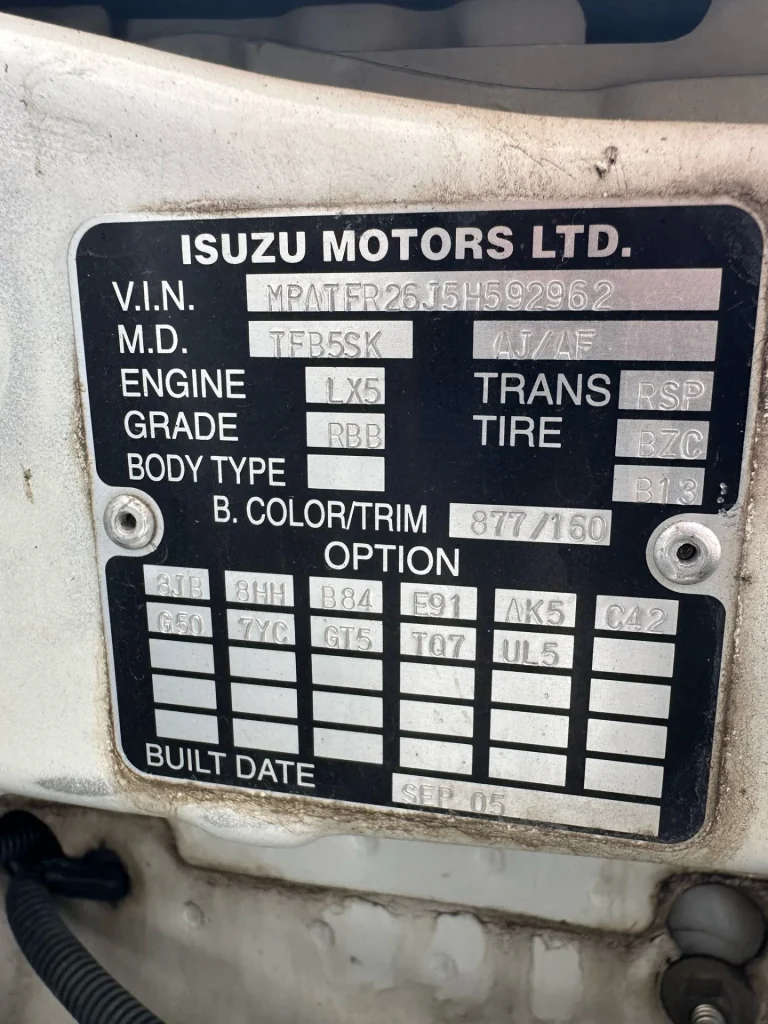 ISUZU MOTORS LTD.
V.I.N. MPATFR26J5H592962
M.D. TFB5SK AJ/AF
ENGINE LX5 TRANS RSP
GRADE RBB TIRE BZC
BODY TYPE B13
B. COLOR/TRIM 877/160
OPTION
8JB 8HH B84 E91 AK5 C42
G50 7YC GT5 TQ7 UL5
BUILT DATE SEP 05